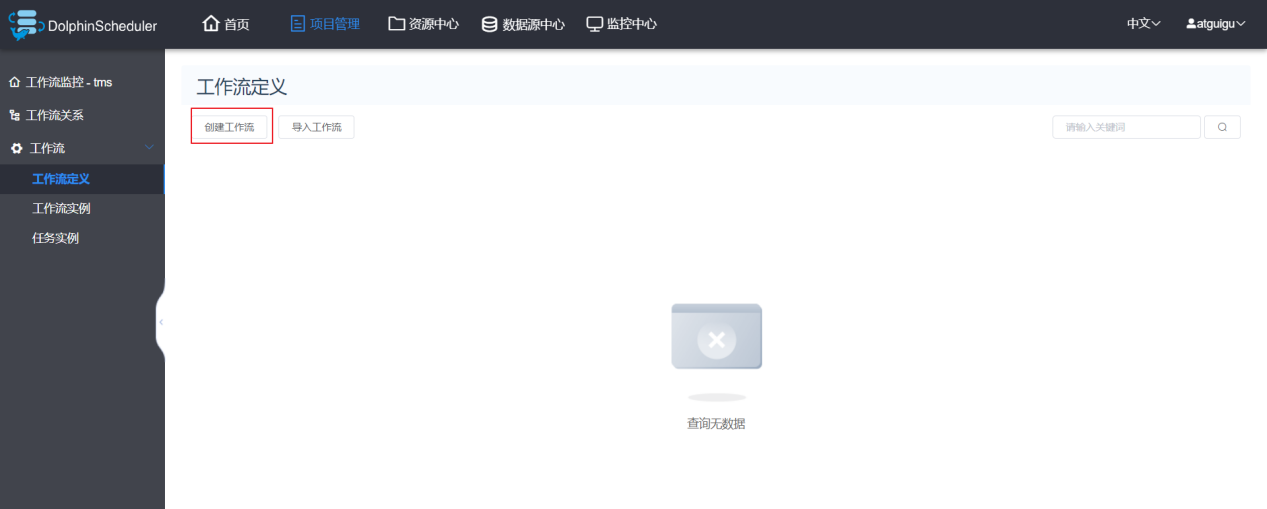 DolphinScheduler 首页 项目管理 资源中心 数据源中心 监控中心 中文 atguigu
工作流监控 - tms
工作流关系
工作流
工作流定义
工作流实例
任务实例
工作流定义
创建工作流 导入工作流 请输入关键词
查询无数据